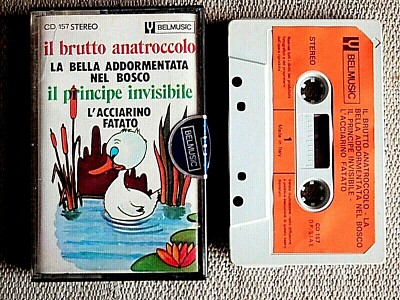 CD 157 STEREO
BELMUSIC
il brutto anatroccolo
LA BELLA ADDORMENTATA
NEL BOSCO
il principe invisibile
L'ACCIARINO
FATATO
BELMUSIC
BELMUSIC
STEREO
1
Made in Italy
IL BRUTTO ANATROCCOLO - LA
BELLA ADDORMENTATA NEL BOSCO
IL PRINCIPE INVISIBILE -
L'ACCIARINO FATATO
CD 157